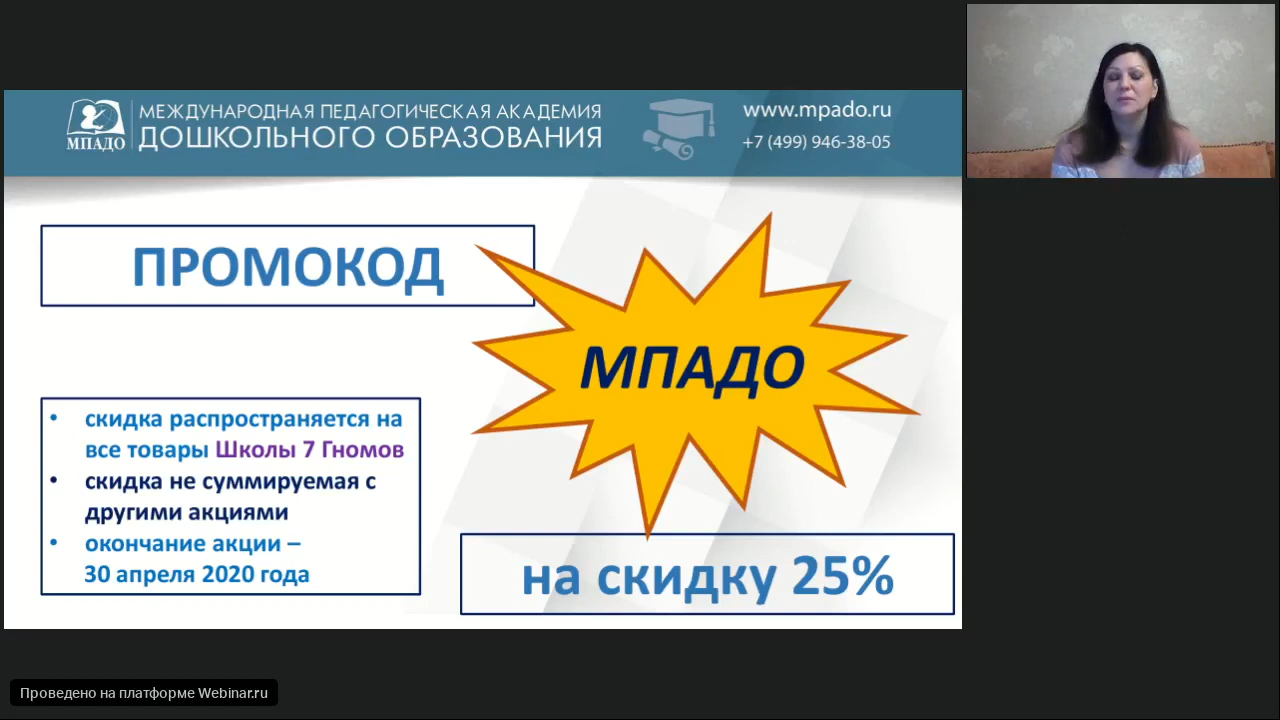 МПАДО
МЕЖДУНАРОДНАЯ ПЕДАГОГИЧЕСКАЯ АКАДЕМИЯ
ДОШКОЛЬНОГО ОБРАЗОВАНИЯ
www.mpado.ru
+7 (499) 946-38-05
ПРОМОКОД
МПАДО
• скидка распространяется на
все товары Школы 7 Гномов
• скидка не суммируемая с
другими акциями
• окончание акции –
30 апреля 2020 года
на скидку 25%
Проведено на платформе Webinar.ru